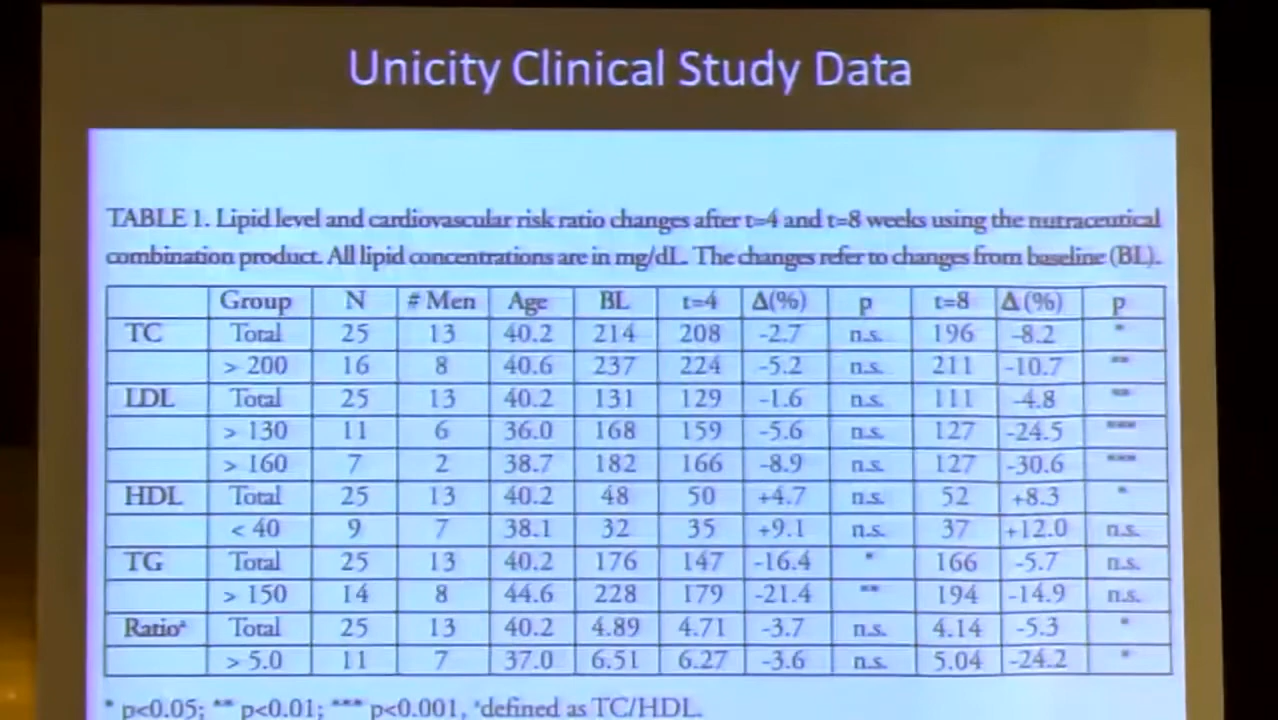 Unicity Clinical Study Data
TABLE 1. Lipid level and cardiovascular risk ratio changes after t=4 and t=8 weeks using the nutraceutical
combination product. All lipid concentrations are in mg/dL. The changes refer to changes from baseline (BL).
Group N # Men Age BL t=4 Δ(%) p t=8 Δ(%) p
TC Total 25 13 40.2 214 208 -2.7 n.s. 196 -8.2 *
> 200 16 8 40.6 237 224 -5.2 n.s. 211 -10.7 **
LDL Total 25 13 40.2 131 129 -1.6 n.s. 111 -4.8 **
> 130 11 6 36.0 168 159 -5.6 n.s. 127 -24.5 ***
> 160 7 2 38.7 182 166 -8.9 n.s. 127 -30.6 ***
HDL Total 25 13 40.2 48 50 +4.7 n.s. 52 +8.3 *
< 40 9 7 38.1 32 35 +9.1 n.s. 37 +12.0 n.s.
TG Total 25 13 40.2 176 147 -16.4 * 166 -5.7 n.s.
> 150 14 8 44.6 228 179 -21.4 ** 194 -14.9 n.s.
Ratioª Total 25 13 40.2 4.89 4.71 -3.7 n.s. 4.14 -5.3 *
> 5.0 11 7 37.0 6.51 6.27 -3.6 n.s. 5.04 -24.2 *
* p<0.05; ** p<0.01; *** p<0.001, ªdefined as TC/HDL.